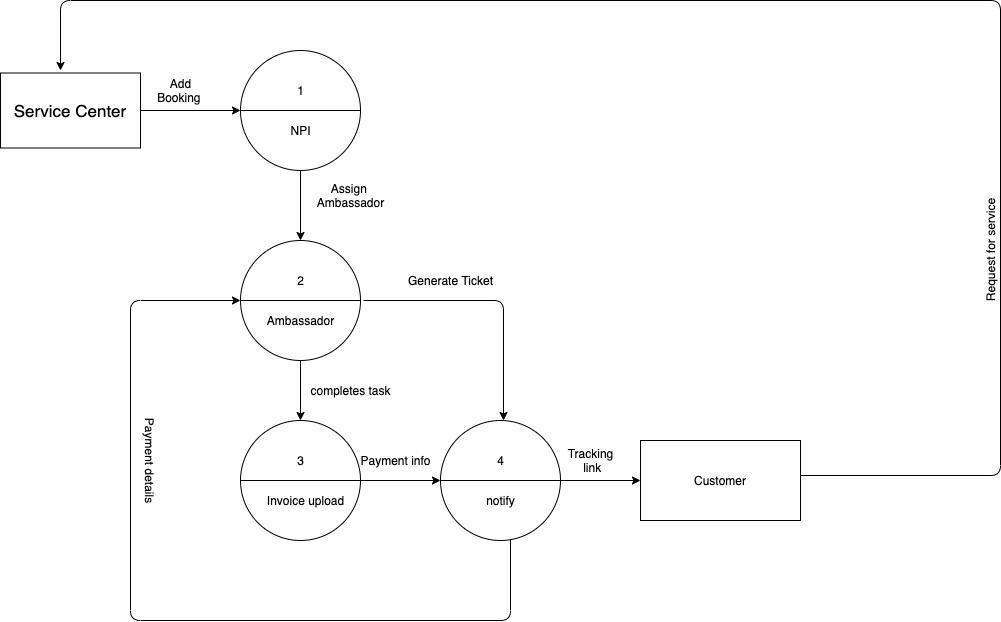 Add
Booking
1
Service Center
NPI
Assign
Ambassador
Request for service
2
Generate Ticket
Ambassador
completes task
Payment details
3
Payment info
4
Tracking
link
Customer
Invoice upload
notify